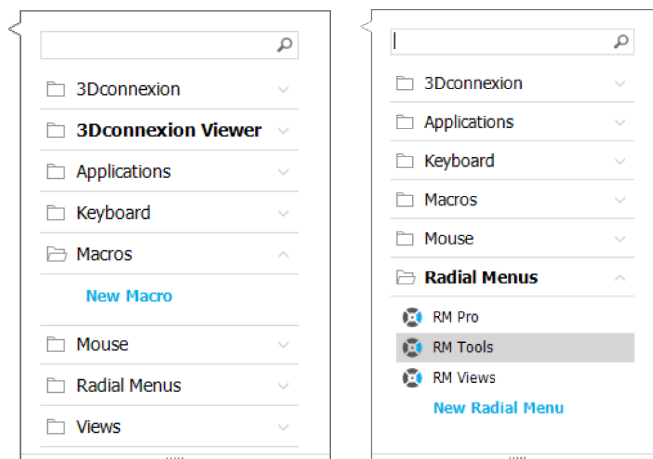 3Dconnexion
3Dconnexion Viewer
Applications
Keyboard
Macros
New Macro
Mouse
Radial Menus
Views
3Dconnexion
Applications
Keyboard
Macros
Mouse
Radial Menus
RM Pro
RM Tools
RM Views
New Radial Menu